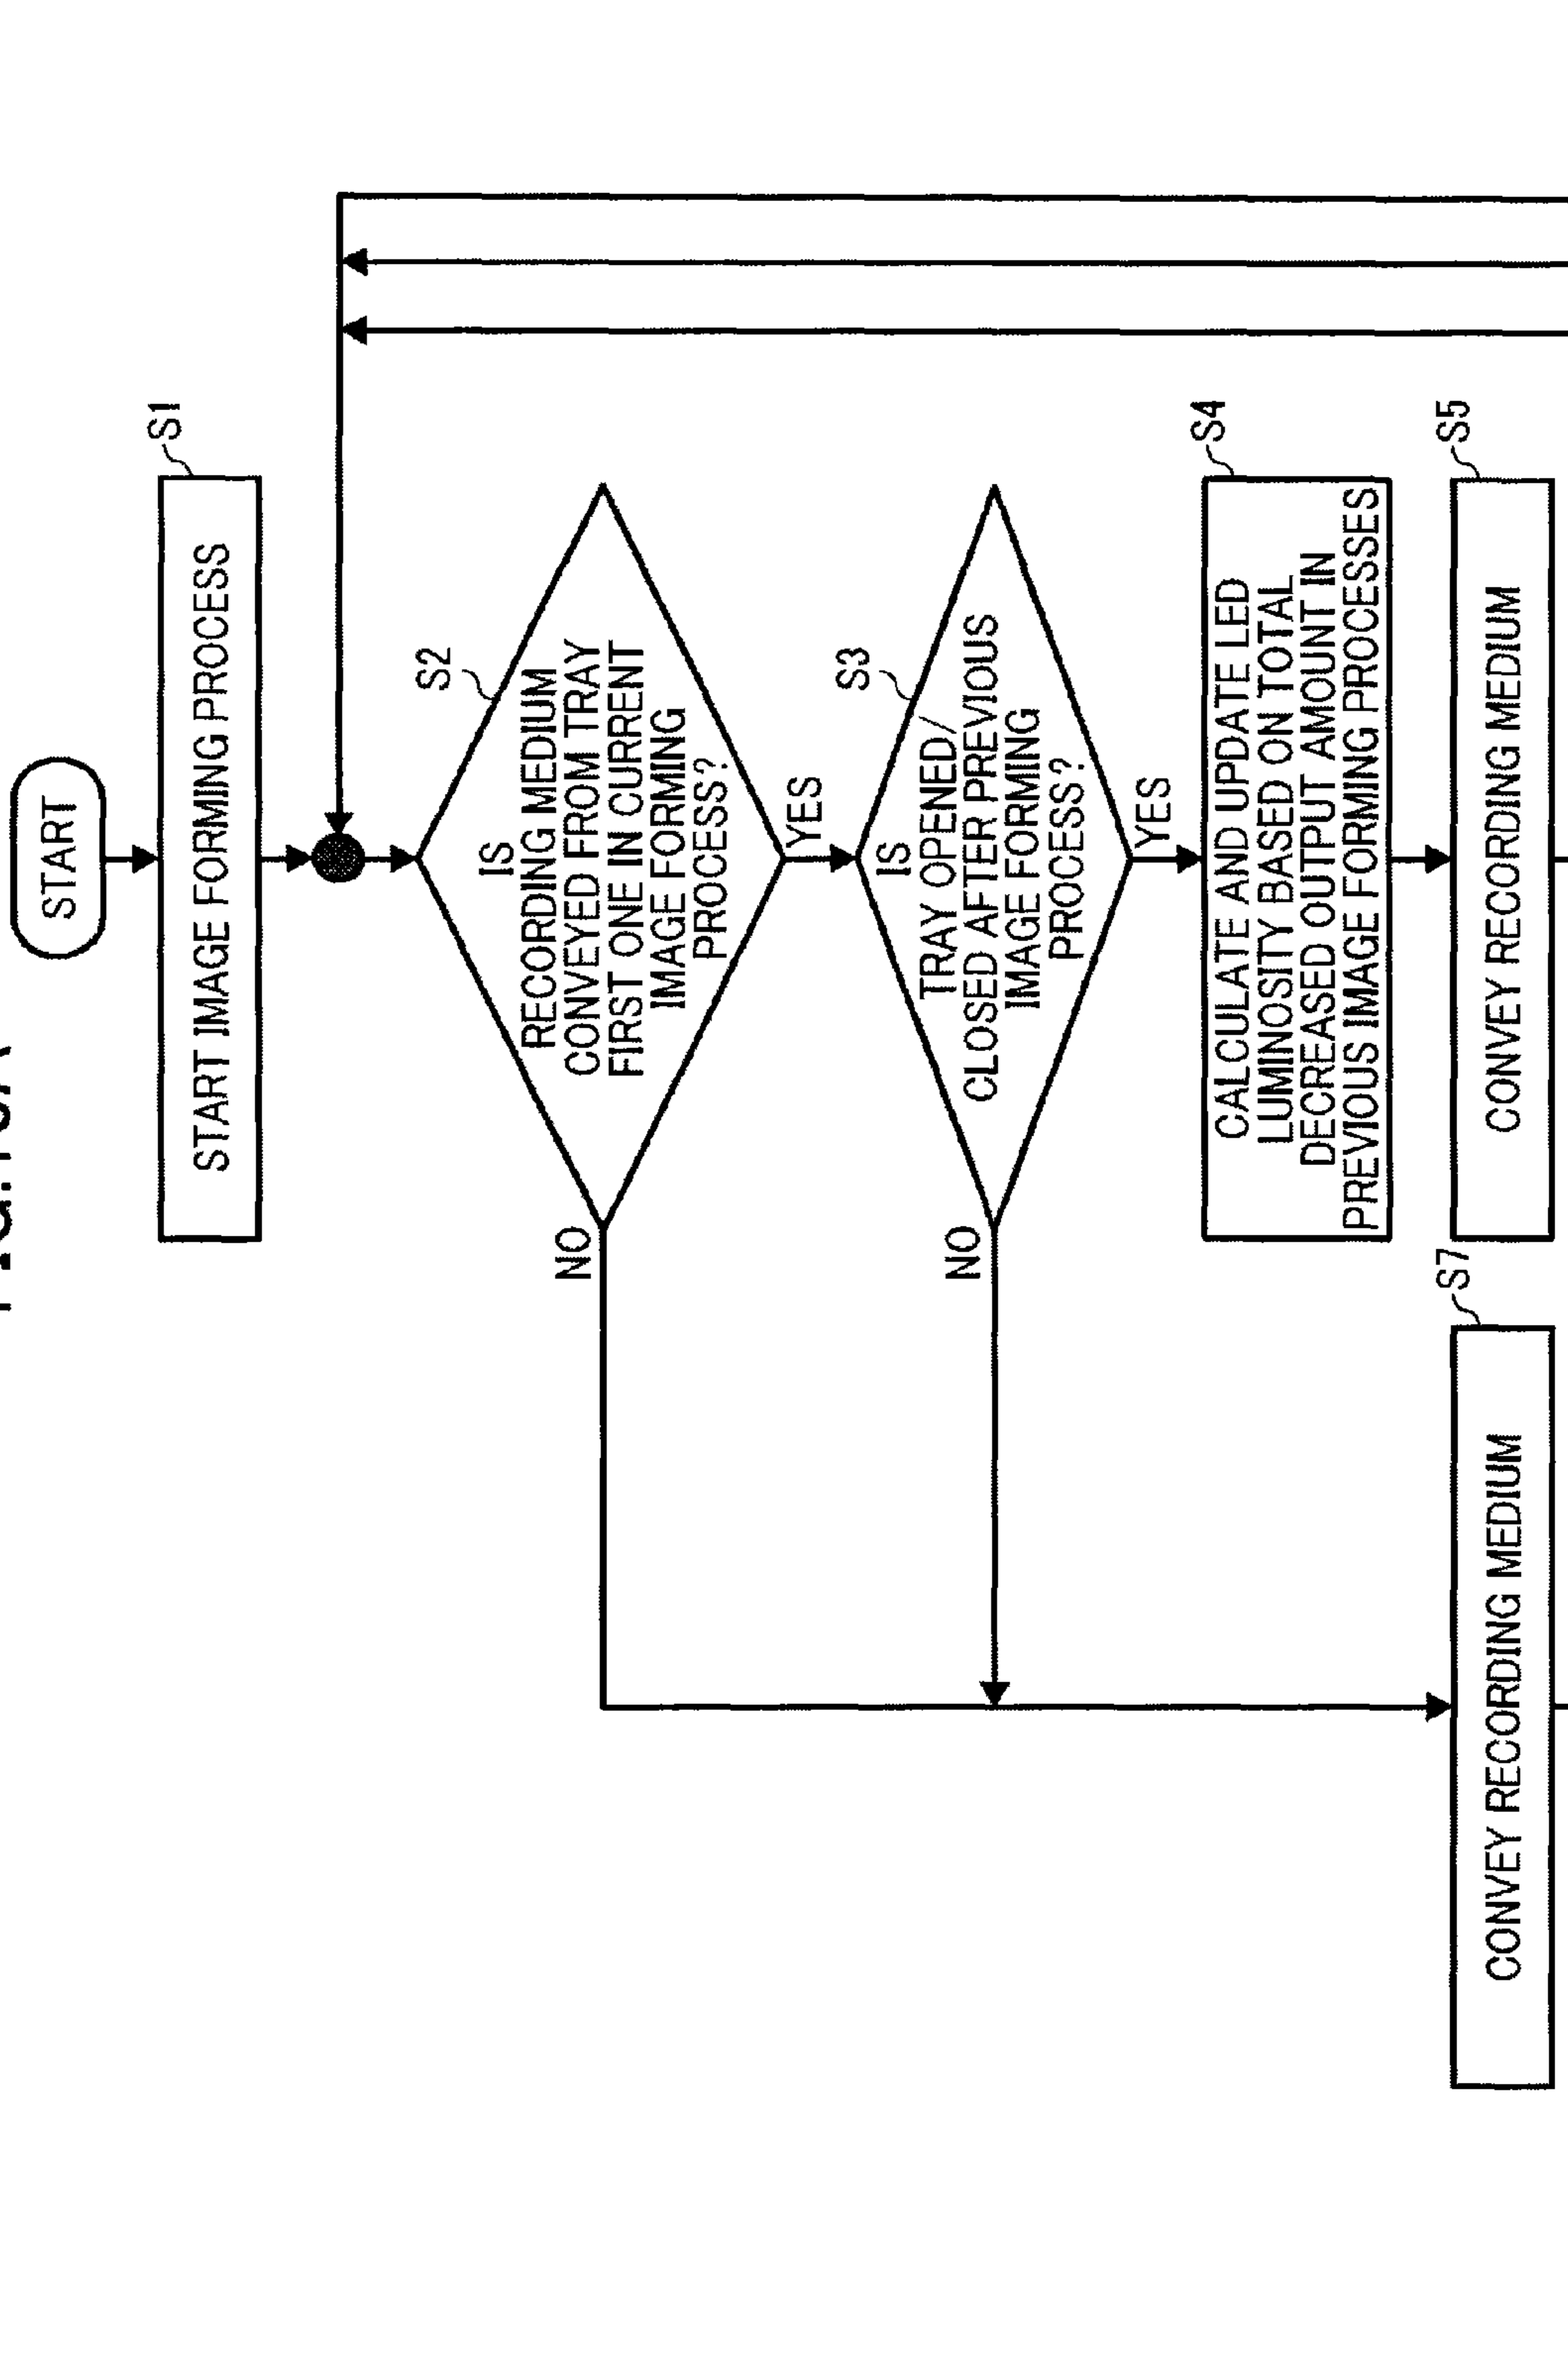 START
START IMAGE FORMING PROCESS
S1
IS
RECORDING MEDIUM
CONVEYED FROM TRAY
FIRST ONE IN CURRENT
IMAGE FORMING
PROCESS?
S2
NO
YES
IS
TRAY OPENED/
CLOSED AFTER PREVIOUS
IMAGE FORMING
PROCESS?
S3
NO
YES
CALCULATE AND UPDATE LED
LUMINOSITY BASED ON TOTAL
DECREASED OUTPUT AMOUNT IN
PREVIOUS IMAGE FORMING PROCESSES
S4
CONVEY RECORDING MEDIUM
S7
CONVEY RECORDING MEDIUM
S5